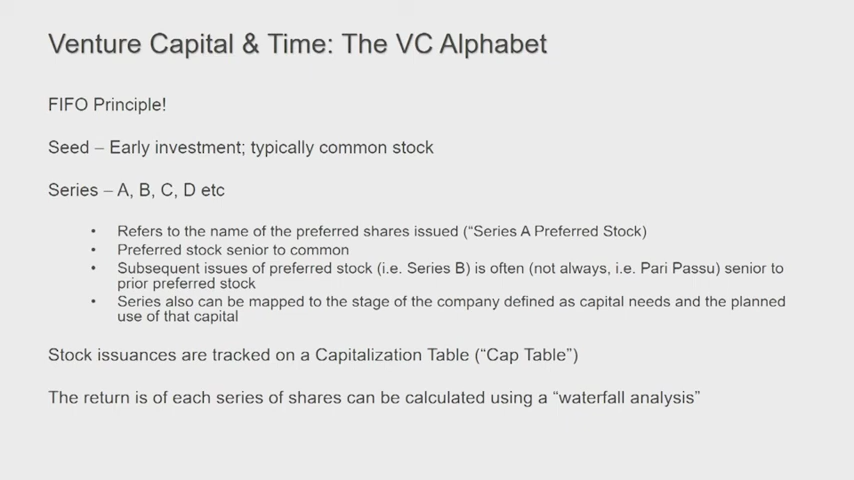 Venture Capital & Time: The VC Alphabet
FIFO Principle!
Seed – Early investment; typically common stock
Series – A, B, C, D etc
• Refers to the name of the preferred shares issued (“Series A Preferred Stock)
• Preferred stock senior to common
• Subsequent issues of preferred stock (i.e. Series B) is often (not always, i.e. Pari Passu) senior to
prior preferred stock
• Series also can be mapped to the stage of the company defined as capital needs and the planned
use of that capital
Stock issuances are tracked on a Capitalization Table (“Cap Table”)
The return is of each series of shares can be calculated using a “waterfall analysis”